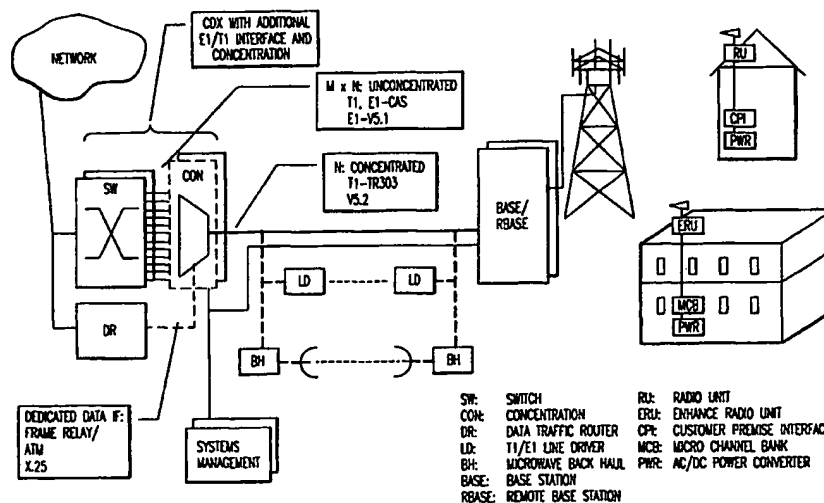 CDX WITH ADDITIONAL
E1/T1 INTERFACE AND
CONCENTRATION
NETWORK
M x N: UNCONCENTRATED
T1, E1-CAS
E1-V5.1
SW
CON
N: CONCENTRATED
T1-TR303
V5.2
BASE/
RBASE
RU
CPI
PWR
ERU
MCB
PWR
LD
LD
DR
BH
BH
DEDICATED DATA IF:
FRAME RELAY/
ATM
X.25
SYSTEMS
MANAGEMENT
SW: SWITCH
CON: CONCENTRATION
DR: DATA TRAFFIC ROUTER
LD: T1/E1 LINE DRIVER
BH: MICROWAVE BACK HAUL
BASE: BASE STATION
RBASE: REMOTE BASE STATION
RU: RADIO UNIT
ERU: ENHANCE RADIO UNIT
CPI: CUSTOMER PREMISE INTERFAC
MCB: MICRO CHANNEL BANK
PWR: AC/DC POWER CONVERTER